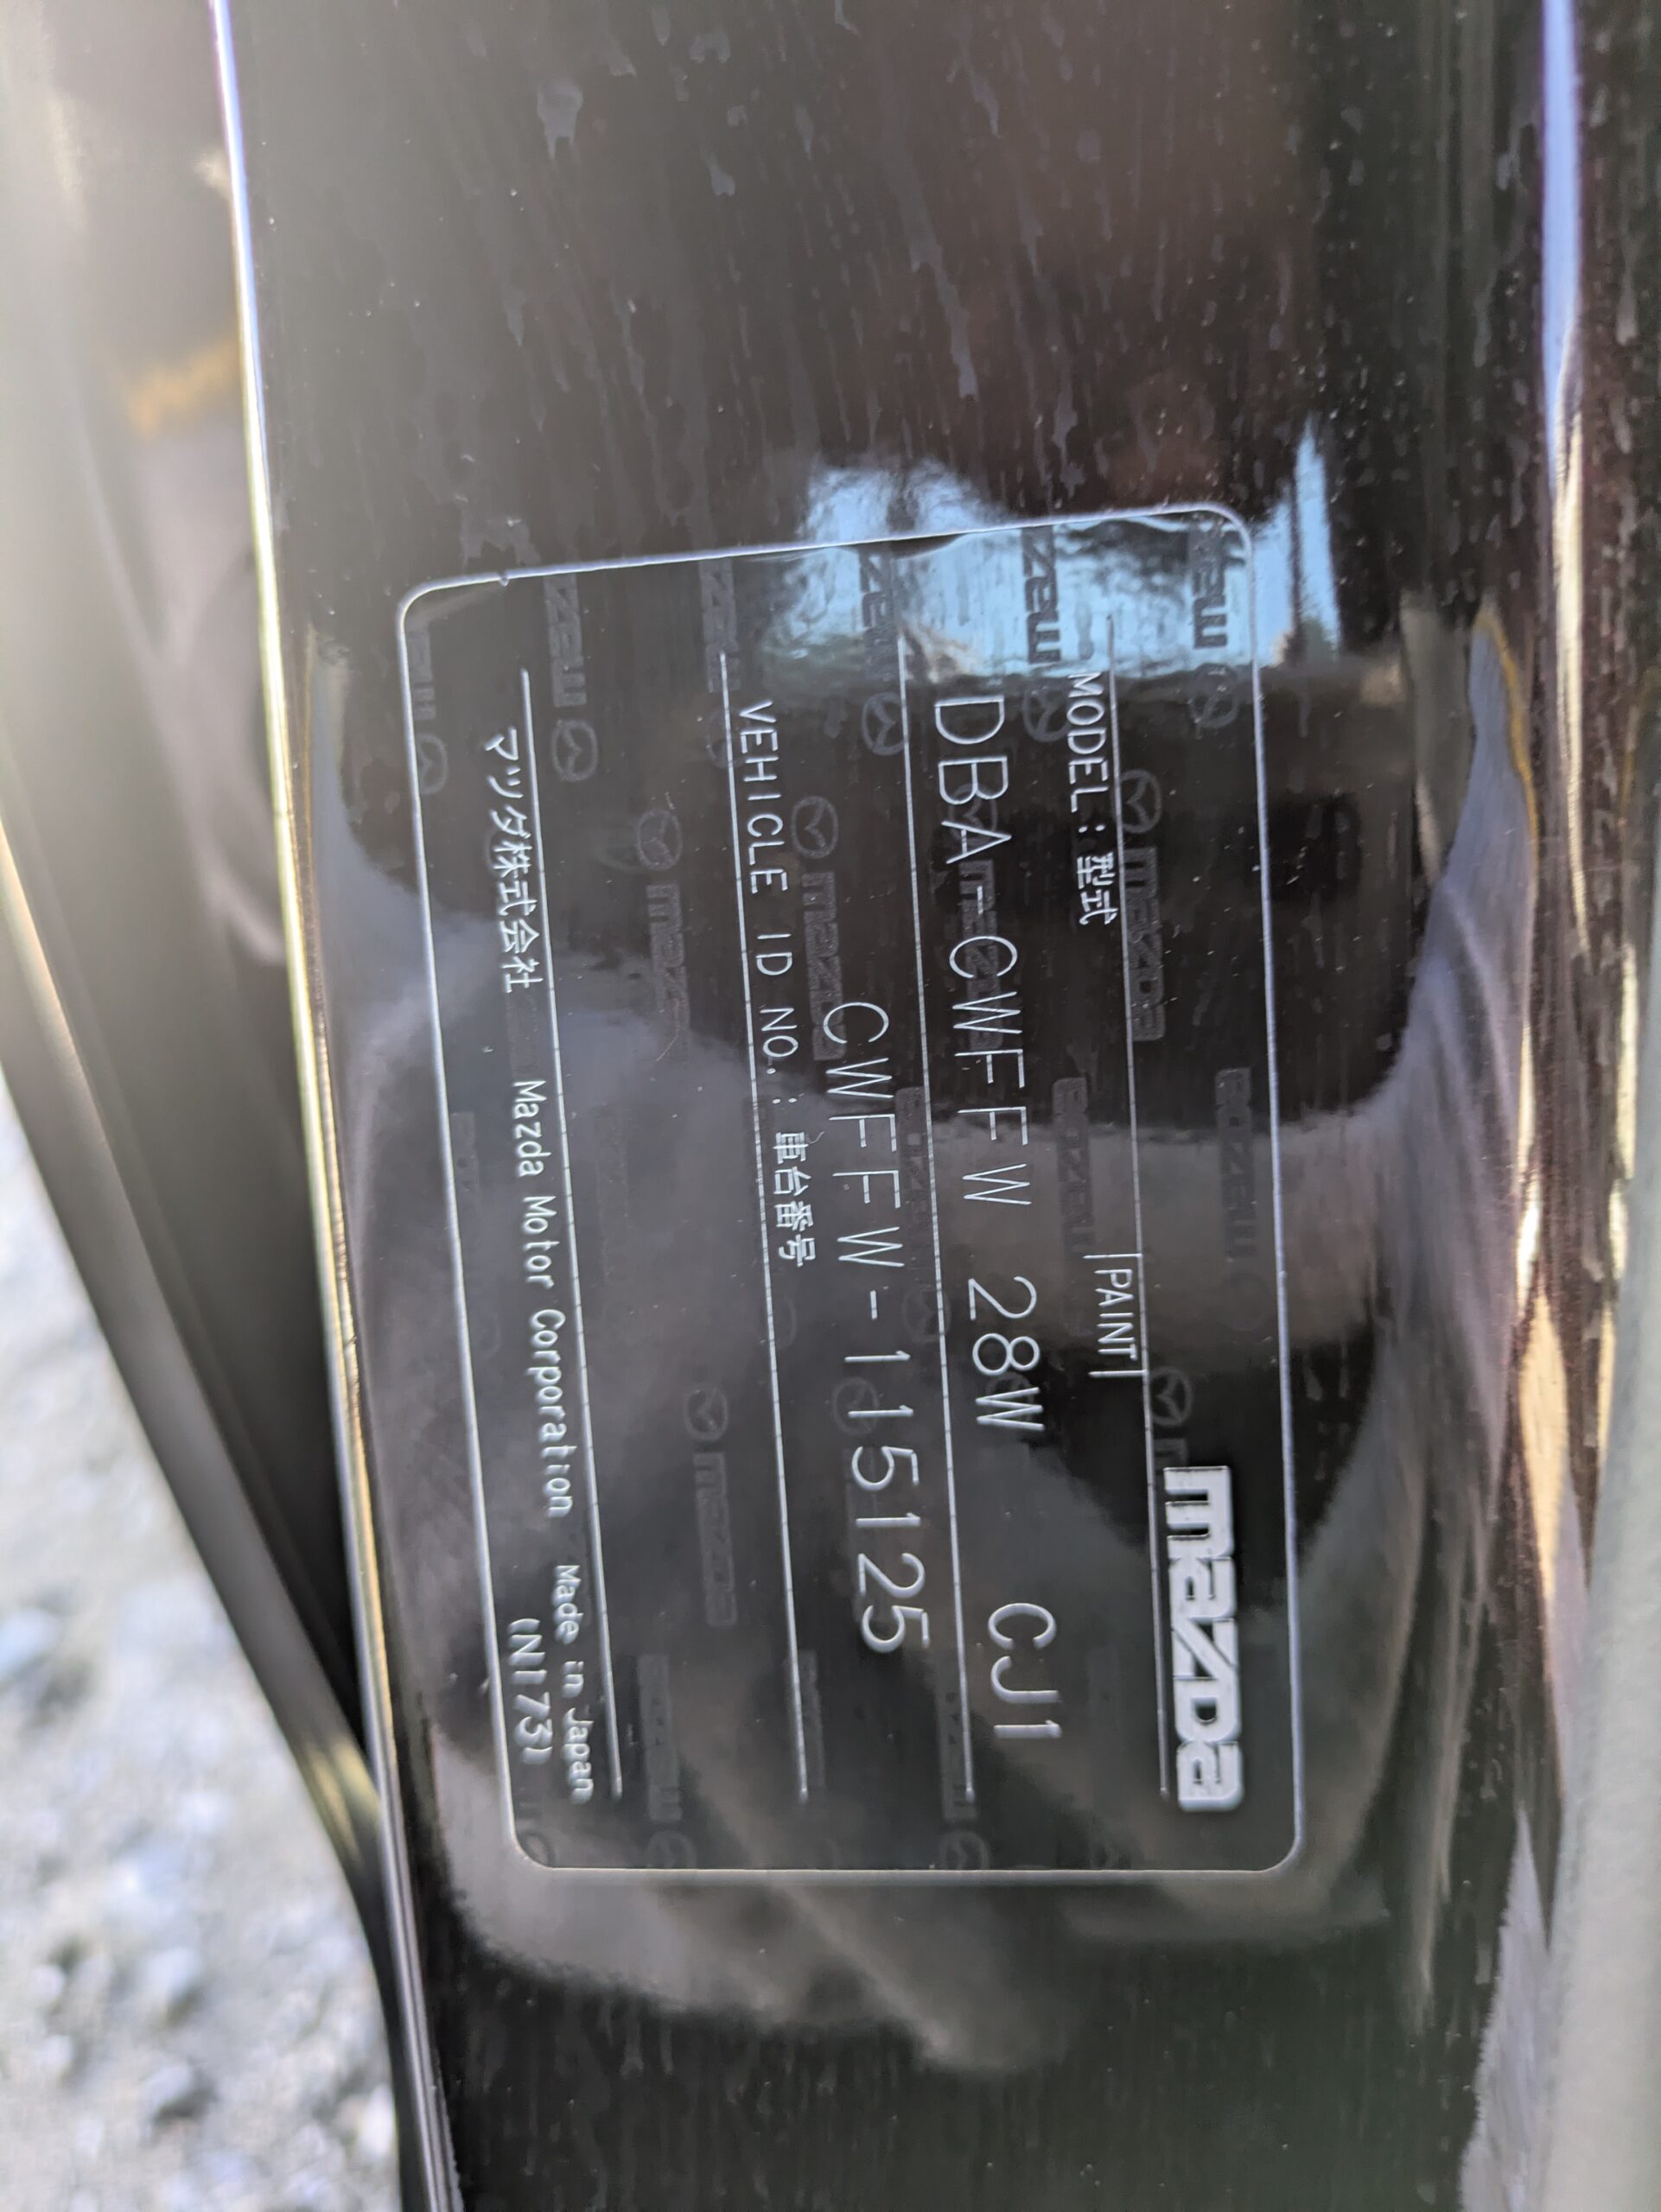 mazda
PAINT
MODEL: 型式
DBA-CWFFW 28W CJ1
CWFFW-115125
VEHICLE ID NO.: 車台番号
マツダ株式会社 Mazda Motor Corporation Made in Japan
(N173)